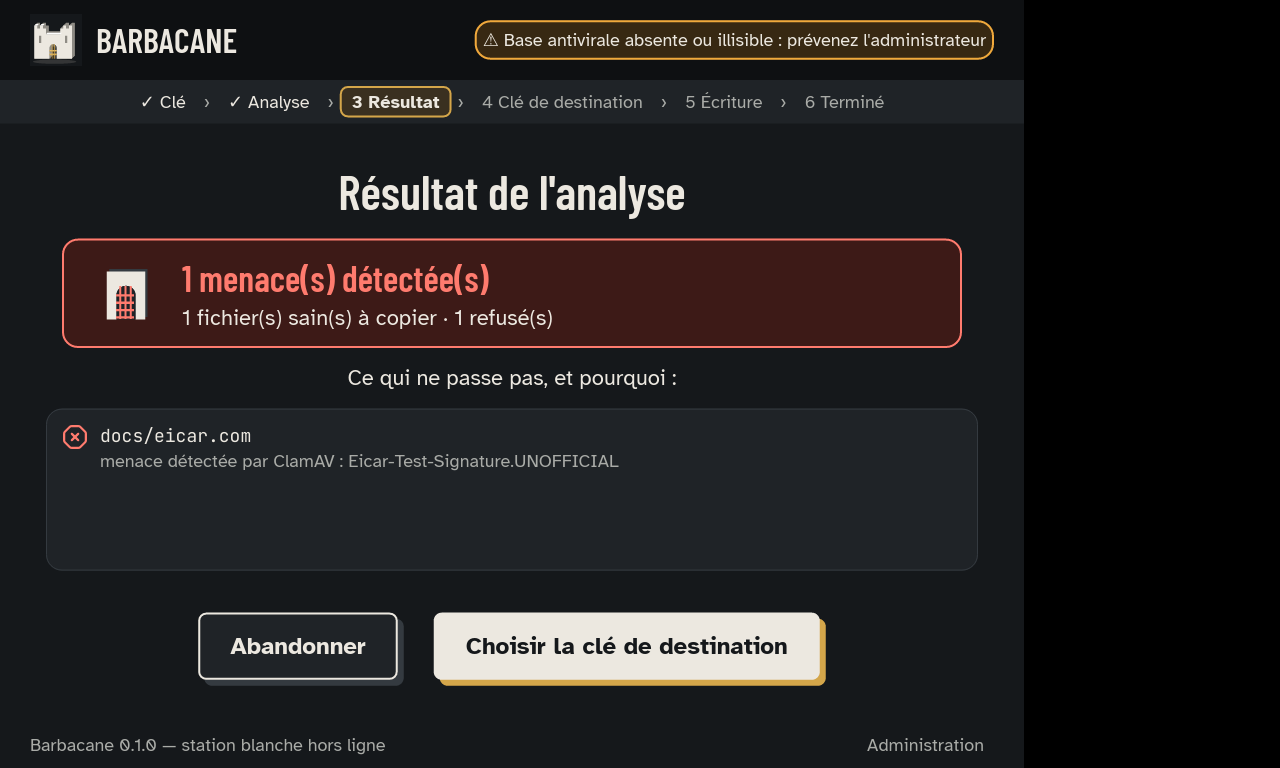 BARBACANE
⚠ Base antivirale absente ou illisible : prévenez l'administrateur
✓ Clé › ✓ Analyse › 3 Résultat › 4 Clé de destination › 5 Écriture › 6 Terminé
Résultat de l'analyse
1 menace(s) détectée(s)
1 fichier(s) sain(s) à copier · 1 refusé(s)
Ce qui ne passe pas, et pourquoi :
docs/eicar.com
menace détectée par ClamAV : Eicar-Test-Signature.UNOFFICIAL
Abandonner
Choisir la clé de destination
Barbacane 0.1.0 — station blanche hors ligne
Administration